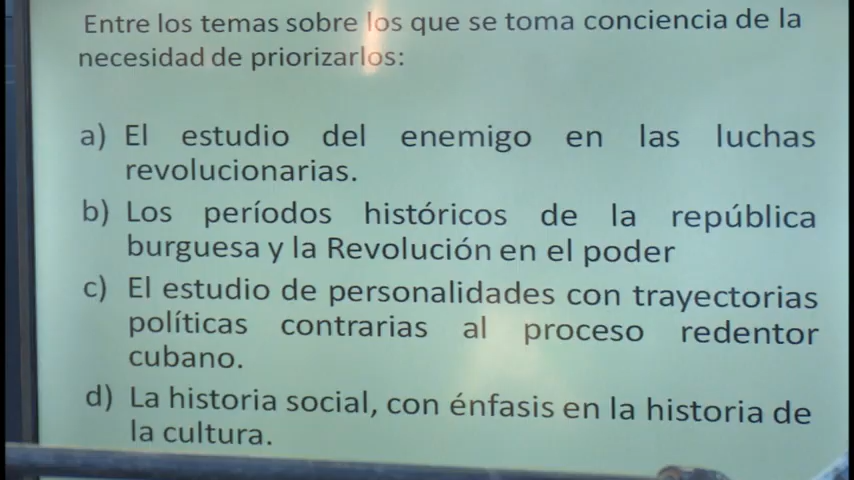 Entre los temas sobre los que se toma conciencia de la
necesidad de priorizarlos:
a) El estudio del enemigo en las luchas
revolucionarias.
b) Los períodos históricos de la república
burguesa y la Revolución en el poder
c) El estudio de personalidades con trayectorias
políticas contrarias al proceso redentor
cubano.
d) La historia social, con énfasis en la historia de
la cultura.